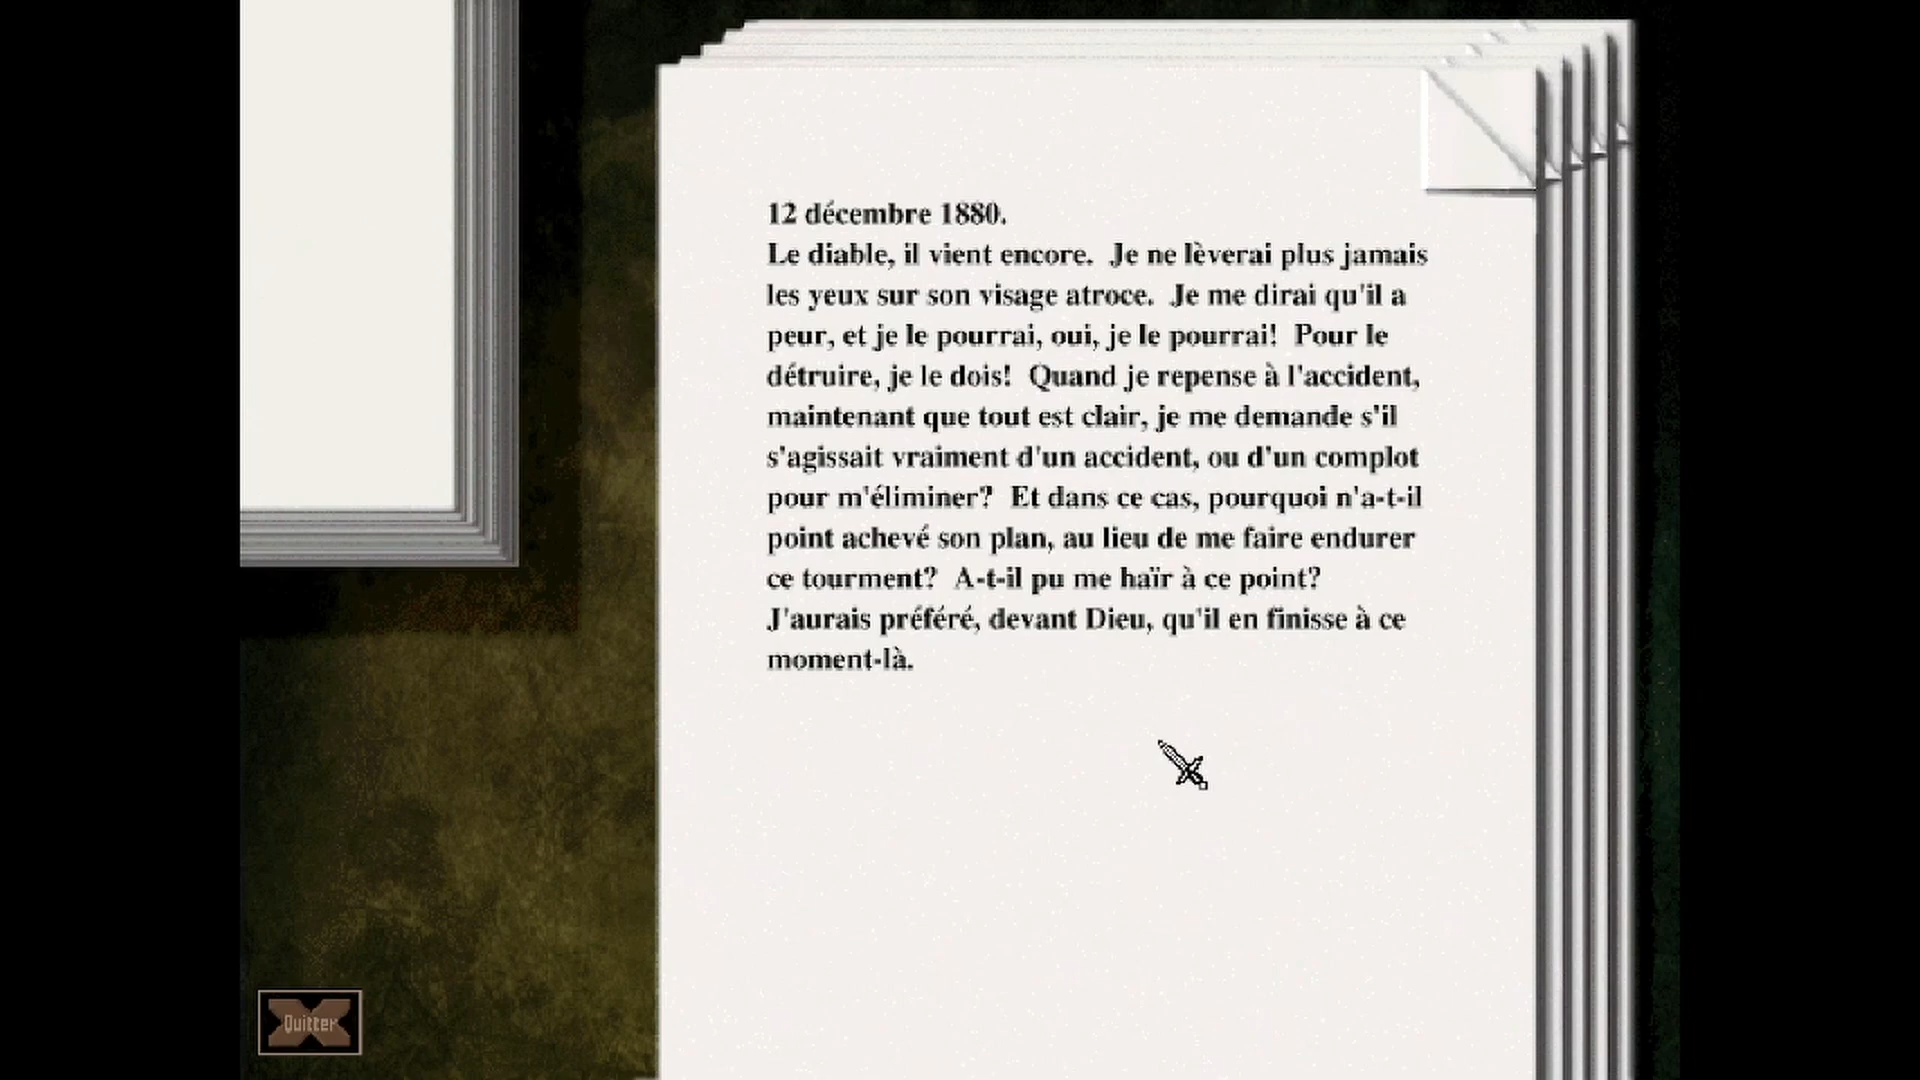 12 décembre 1880.
Le diable, il vient encore.  Je ne lèverai plus jamais
les yeux sur son visage atroce.  Je me dirai qu'il a
peur, et je le pourrai, oui, je le pourrai!  Pour le
détruire, je le dois!  Quand je repense à l'accident,
maintenant que tout est clair, je me demande s'il
s'agissait vraiment d'un accident, ou d'un complot
pour m'éliminer?  Et dans ce cas, pourquoi n'a-t-il
point achevé son plan, au lieu de me faire endurer
ce tourment?  A-t-il pu me haïr à ce point?
J'aurais préféré, devant Dieu, qu'il en finisse à ce
moment-là.
Quitter